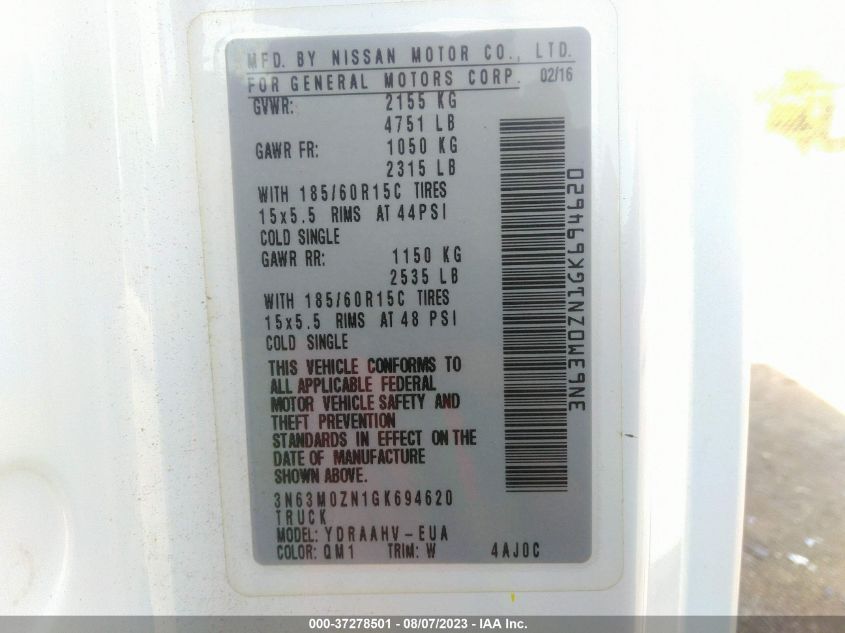 MFD. BY NISSAN MOTOR CO., LTD.
FOR GENERAL MOTORS CORP. 02/16
GVWR: 2155 KG
4751 LB
GAWR FR: 1050 KG
2315 LB
WITH 185/60R15C TIRES
15x5.5 RIMS AT 44PSI
COLD SINGLE
GAWR RR: 1150 KG
2535 LB
WITH 185/60R15C TIRES
15x5.5 RIMS AT 48 PSI
COLD SINGLE
THIS VEHICLE CONFORMS TO
ALL APPLICABLE FEDERAL
MOTOR VEHICLE SAFETY AND
THEFT PREVENTION
STANDARDS IN EFFECT ON THE
DATE OF MANUFACTURE
SHOWN ABOVE.
3N63M0ZN1GK694620
TRUCK
MODEL: YDRAAHV-EUA
COLOR: QM1 TRIM: W 4AJ0C
3N63M0ZN1GK694620
000-37278501 - 08/07/2023 - IAA Inc.